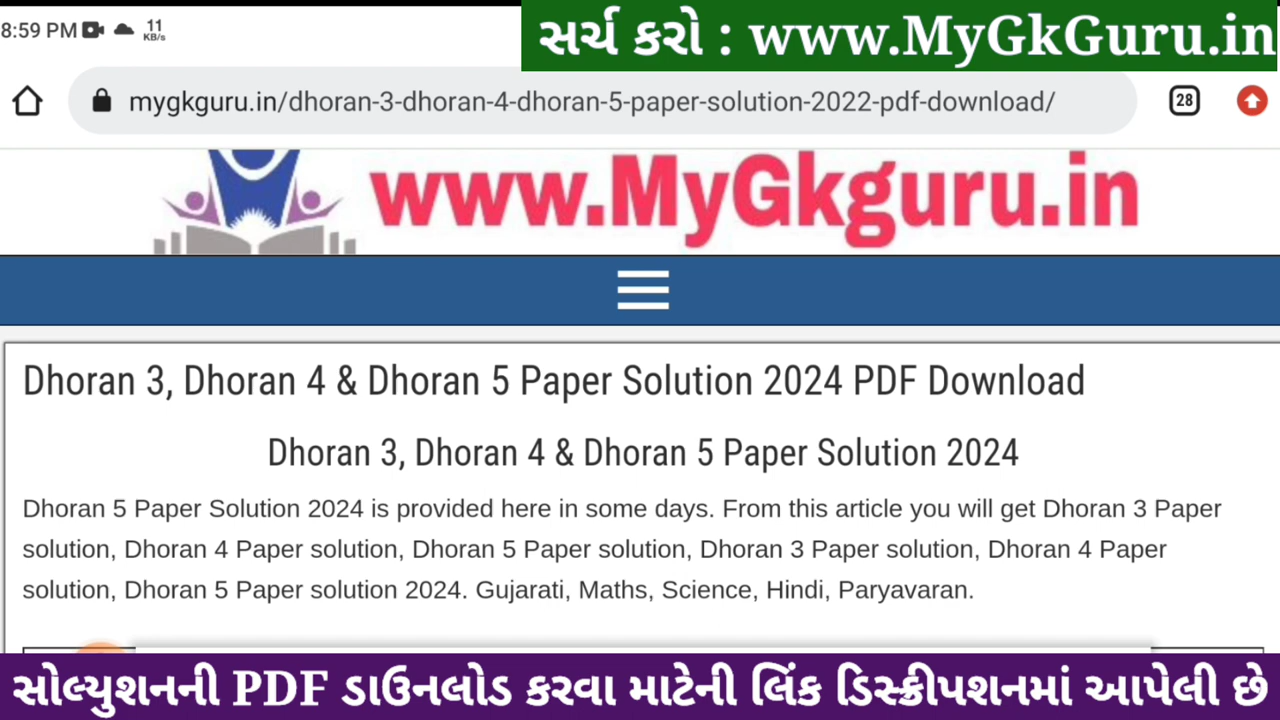 8:59 PM 11 KB/s
સર્ચ કરો : www.MyGkGuru.in
mygkguru.in/dhoran-3-dhoran-4-dhoran-5-paper-solution-2022-pdf-download/ 28
www.MyGkguru.in
Dhoran 3, Dhoran 4 & Dhoran 5 Paper Solution 2024 PDF Download
Dhoran 3, Dhoran 4 & Dhoran 5 Paper Solution 2024
Dhoran 5 Paper Solution 2024 is provided here in some days. From this article you will get Dhoran 3 Paper
solution, Dhoran 4 Paper solution, Dhoran 5 Paper solution, Dhoran 3 Paper solution, Dhoran 4 Paper
solution, Dhoran 5 Paper solution 2024. Gujarati, Maths, Science, Hindi, Paryavaran.
સોલ્યુશનની PDF ડાઉનલોડ કરવા માટેની લિંક ડિસ્ક્રીપશનમાં આપેલી છે